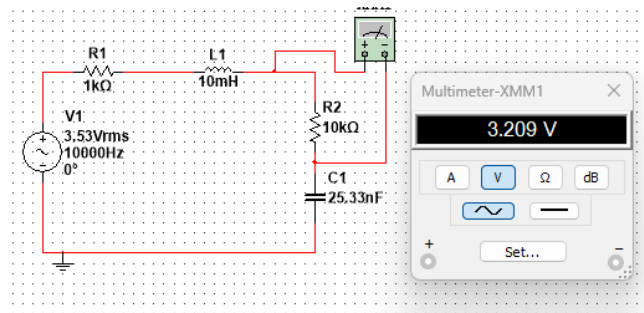 R1
1kΩ
L1
10mH
V1
3.53Vrms
10000Hz
0°
R2
10kΩ
C1
25.33nF
+ −
Multimeter-XMM1
3.209 V
A V Ω dB
+ Set... −